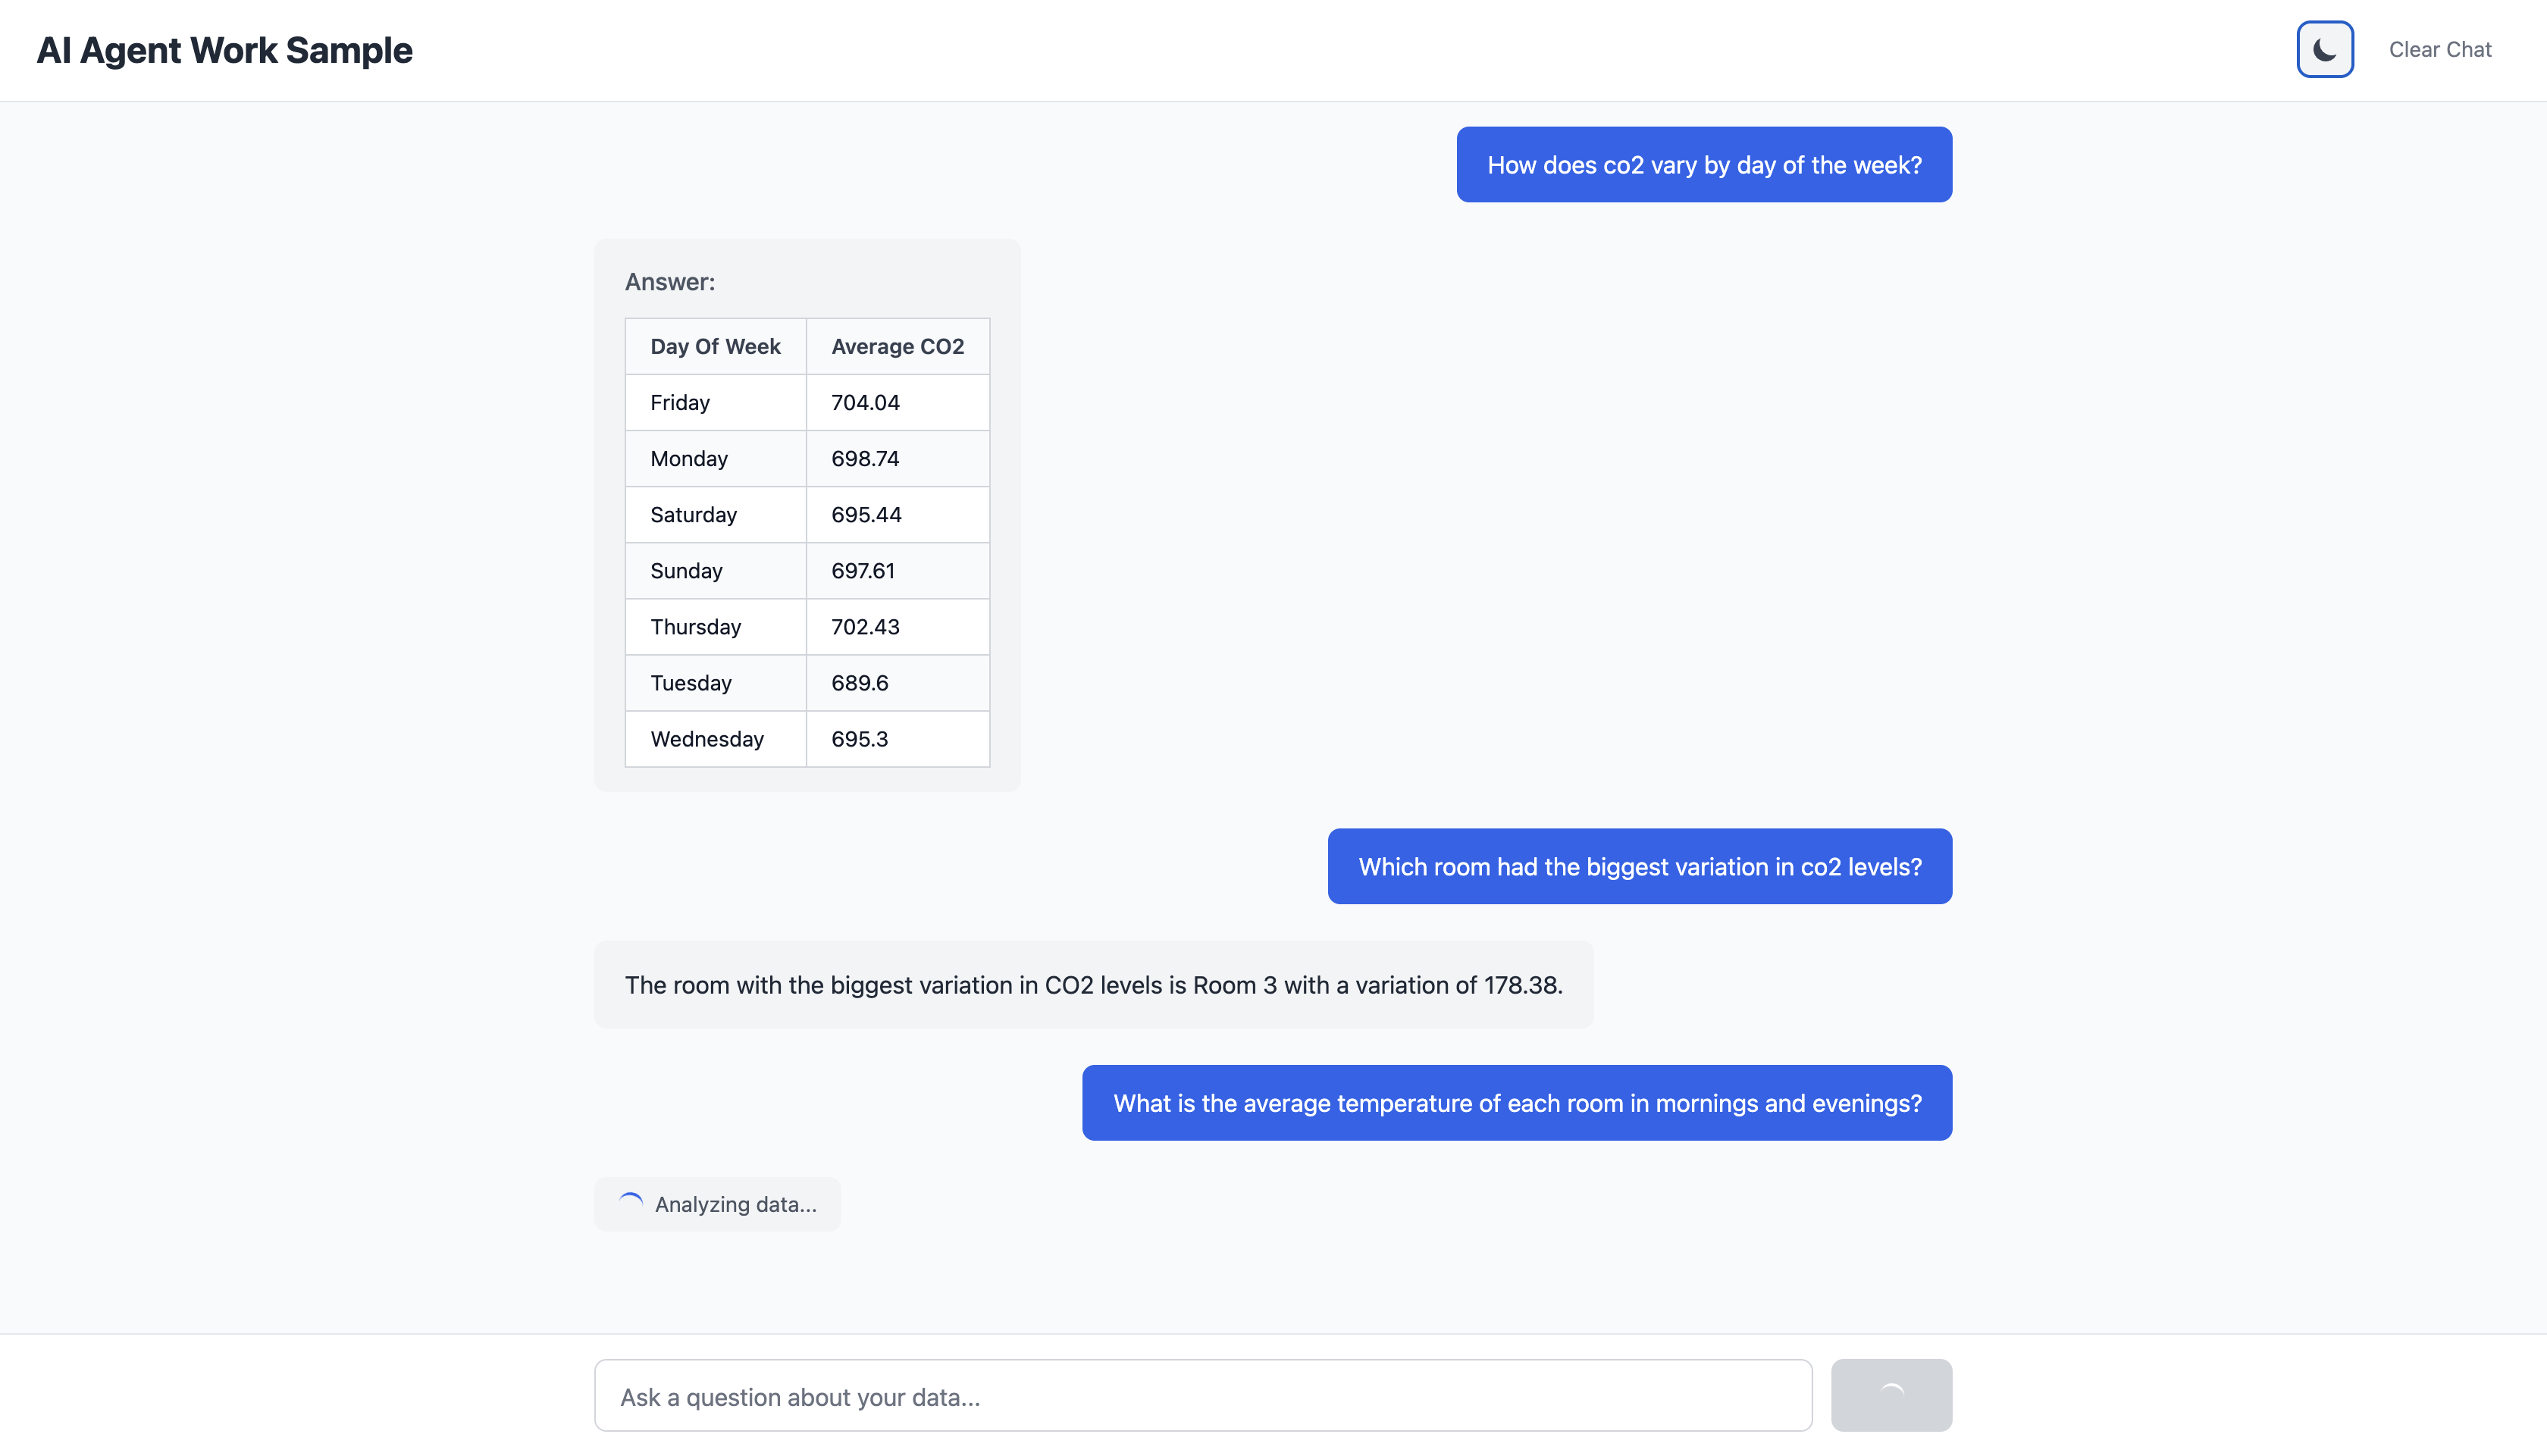 AI Agent Work Sample
Clear Chat
How does co2 vary by day of the week?
Answer:
Day Of Week Average CO2
Friday 704.04
Monday 698.74
Saturday 695.44
Sunday 697.61
Thursday 702.43
Tuesday 689.6
Wednesday 695.3
Which room had the biggest variation in co2 levels?
The room with the biggest variation in CO2 levels is Room 3 with a variation of 178.38.
What is the average temperature of each room in mornings and evenings?
Analyzing data...
Ask a question about your data...